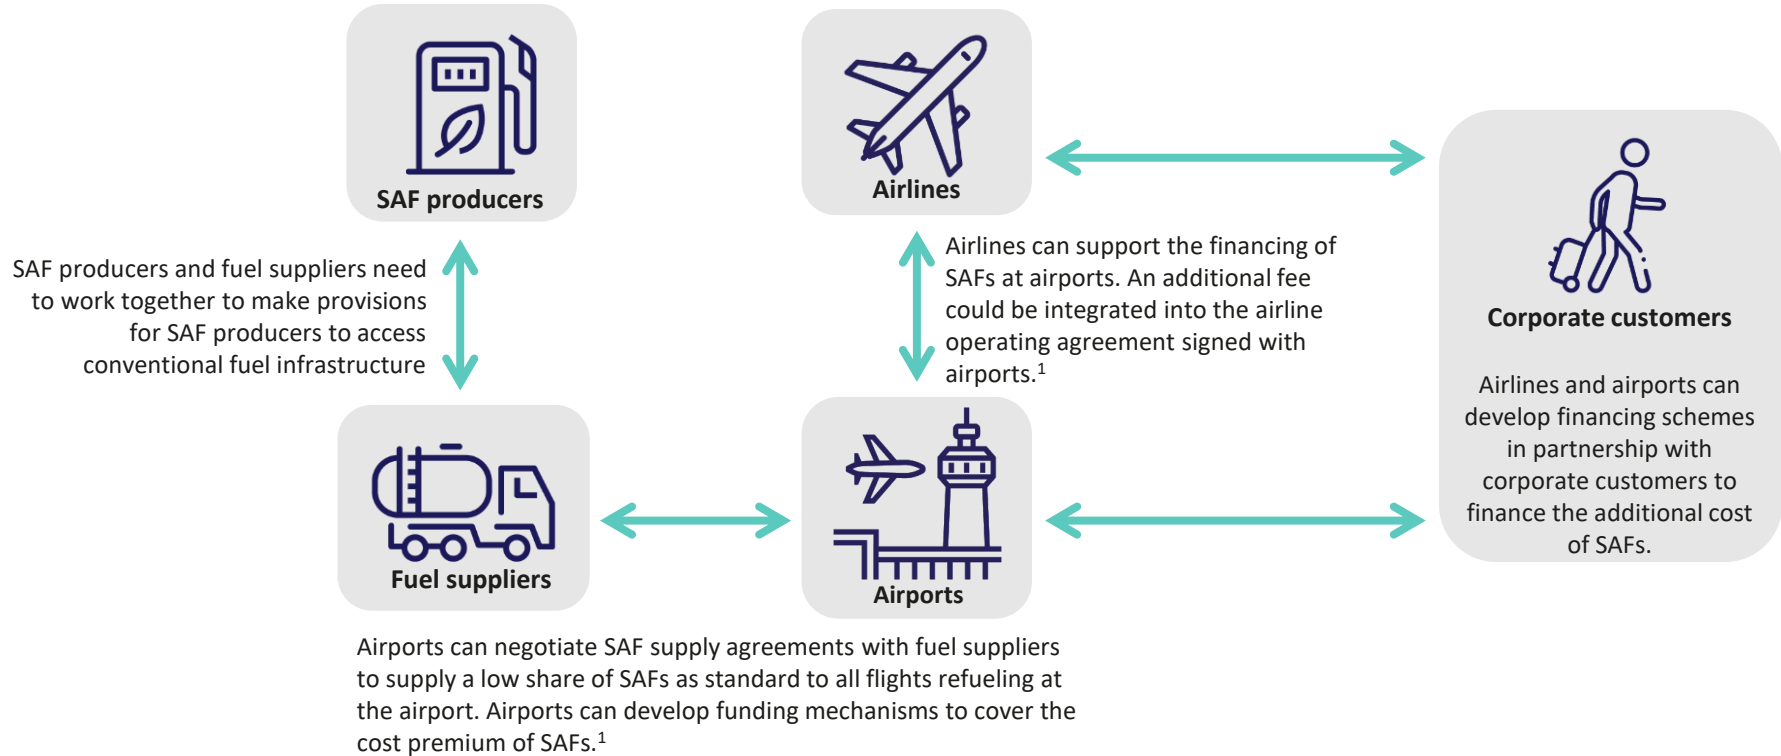 SAF producers
Airlines
SAF producers and fuel suppliers need
to work together to make provisions
for SAF producers to access
conventional fuel infrastructure
Airlines can support the financing of
SAFs at airports. An additional fee
could be integrated into the airline
operating agreement signed with
airports.¹
Corporate customers
Airlines and airports can
develop financing schemes
in partnership with
corporate customers to
finance the additional cost
of SAFs.
Fuel suppliers
Airports
Airports can negotiate SAF supply agreements with fuel suppliers
to supply a low share of SAFs as standard to all flights refueling at
the airport. Airports can develop funding mechanisms to cover the
cost premium of SAFs.¹